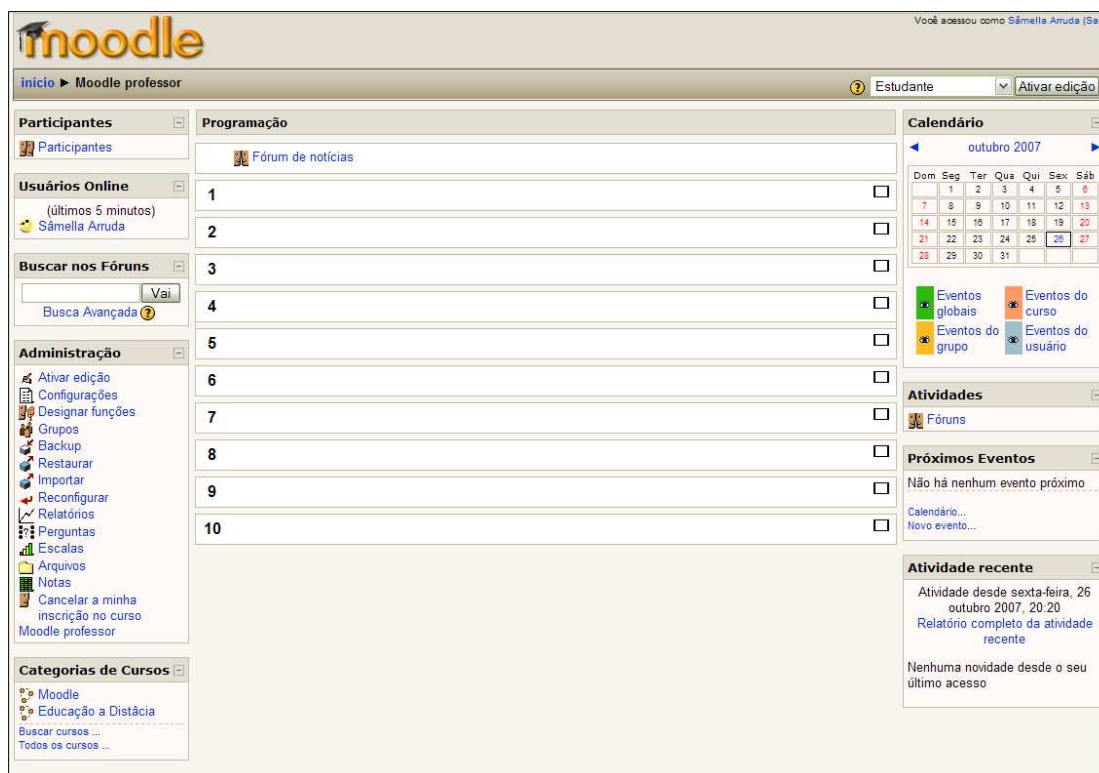 moodle
Você acessou como Sâmella Arruda (Sa
início ► Moodle professor
Estudante
Ativar edição
Participantes
Participantes
Usuários Online
(últimos 5 minutos)
Sâmella Arruda
Buscar nos Fóruns
Vai
Busca Avançada
Administração
Ativar edição
Configurações
Designar funções
Grupos
Backup
Restaurar
Importar
Reconfigurar
Relatórios
Perguntas
Escalas
Arquivos
Notas
Cancelar a minha
inscrição no curso
Moodle professor
Categorias de Cursos
Moodle
Educação a Distâcia
Buscar cursos ...
Todos os cursos ...
Programação
Fórum de notícias
1
2
3
4
5
6
7
8
9
10
Calendário
◄ outubro 2007 ►
Dom Seg Ter Qua Qui Sex Sáb
1 2 3 4 5 6
7 8 9 10 11 12 13
14 15 16 17 18 19 20
21 22 23 24 25 26 27
28 29 30 31
Eventos
globais
Eventos do
curso
Eventos do
grupo
Eventos do
usuário
Atividades
Fóruns
Próximos Eventos
Não há nenhum evento próximo
Calendário...
Novo evento...
Atividade recente
Atividade desde sexta-feira, 26
outubro 2007, 20:20
Relatório completo da atividade
recente
Nenhuma novidade desde o seu
último acesso